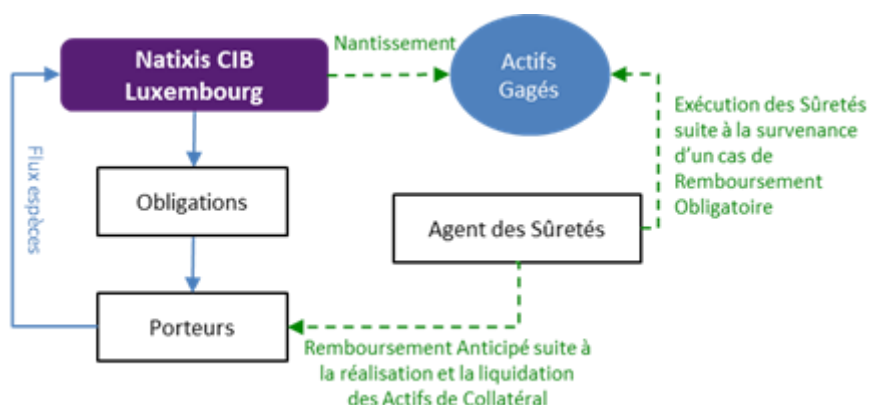 Natixis CIB
Luxembourg
Nantissement
Actifs
Gagés
Exécution des Sûretés
suite à la survenance
d'un cas de
Remboursement
Obligatoire
Flux espèces
Obligations
Agent des Sûretés
Porteurs
Remboursement Anticipé suite à
la réalisation et la liquidation
des Actifs de Collatéral